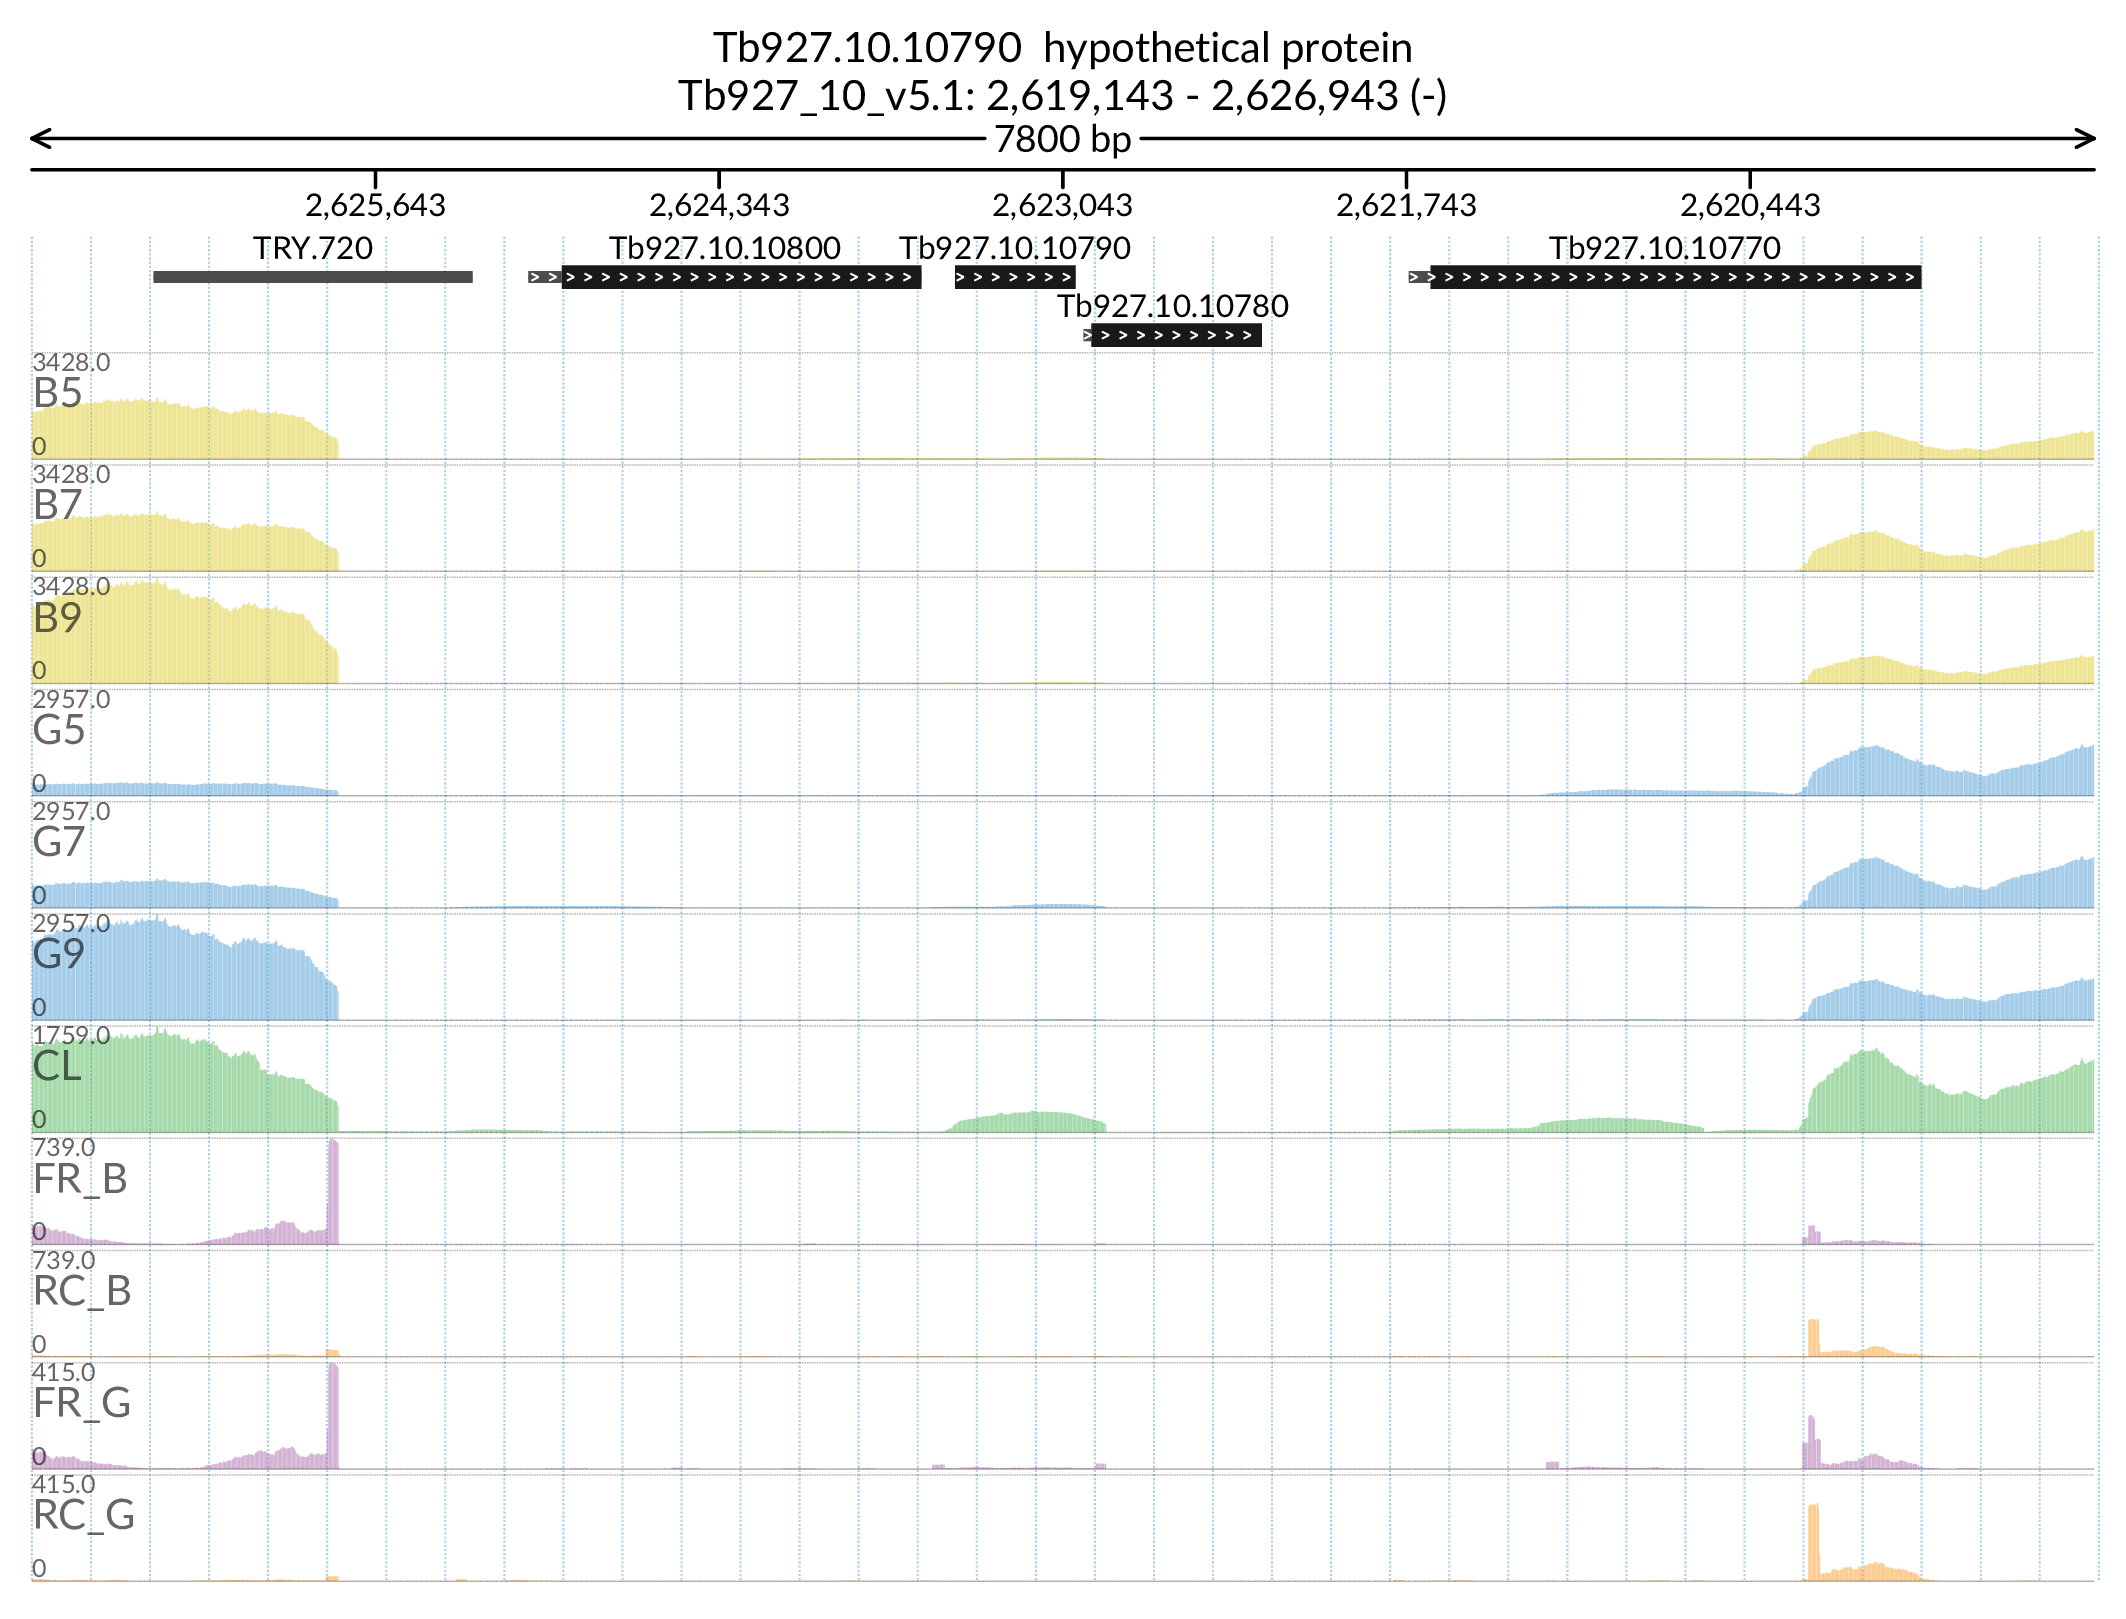 Tb927.10.10790  hypothetical protein
Tb927_10_v5.1: 2,619,143 - 2,626,943 (-)
7800 bp
2,625,643 2,624,343 2,623,043 2,621,743 2,620,443
TRY.720 Tb927.10.10800 Tb927.10.10790 Tb927.10.10770
Tb927.10.10780
3428.0
B5
0
3428.0
B7
0
3428.0
B9
0
2957.0
G5
0
2957.0
G7
0
2957.0
G9
0
1759.0
CL
0
739.0
FR_B
0
739.0
RC_B
0
415.0
FR_G
0
415.0
RC_G
0